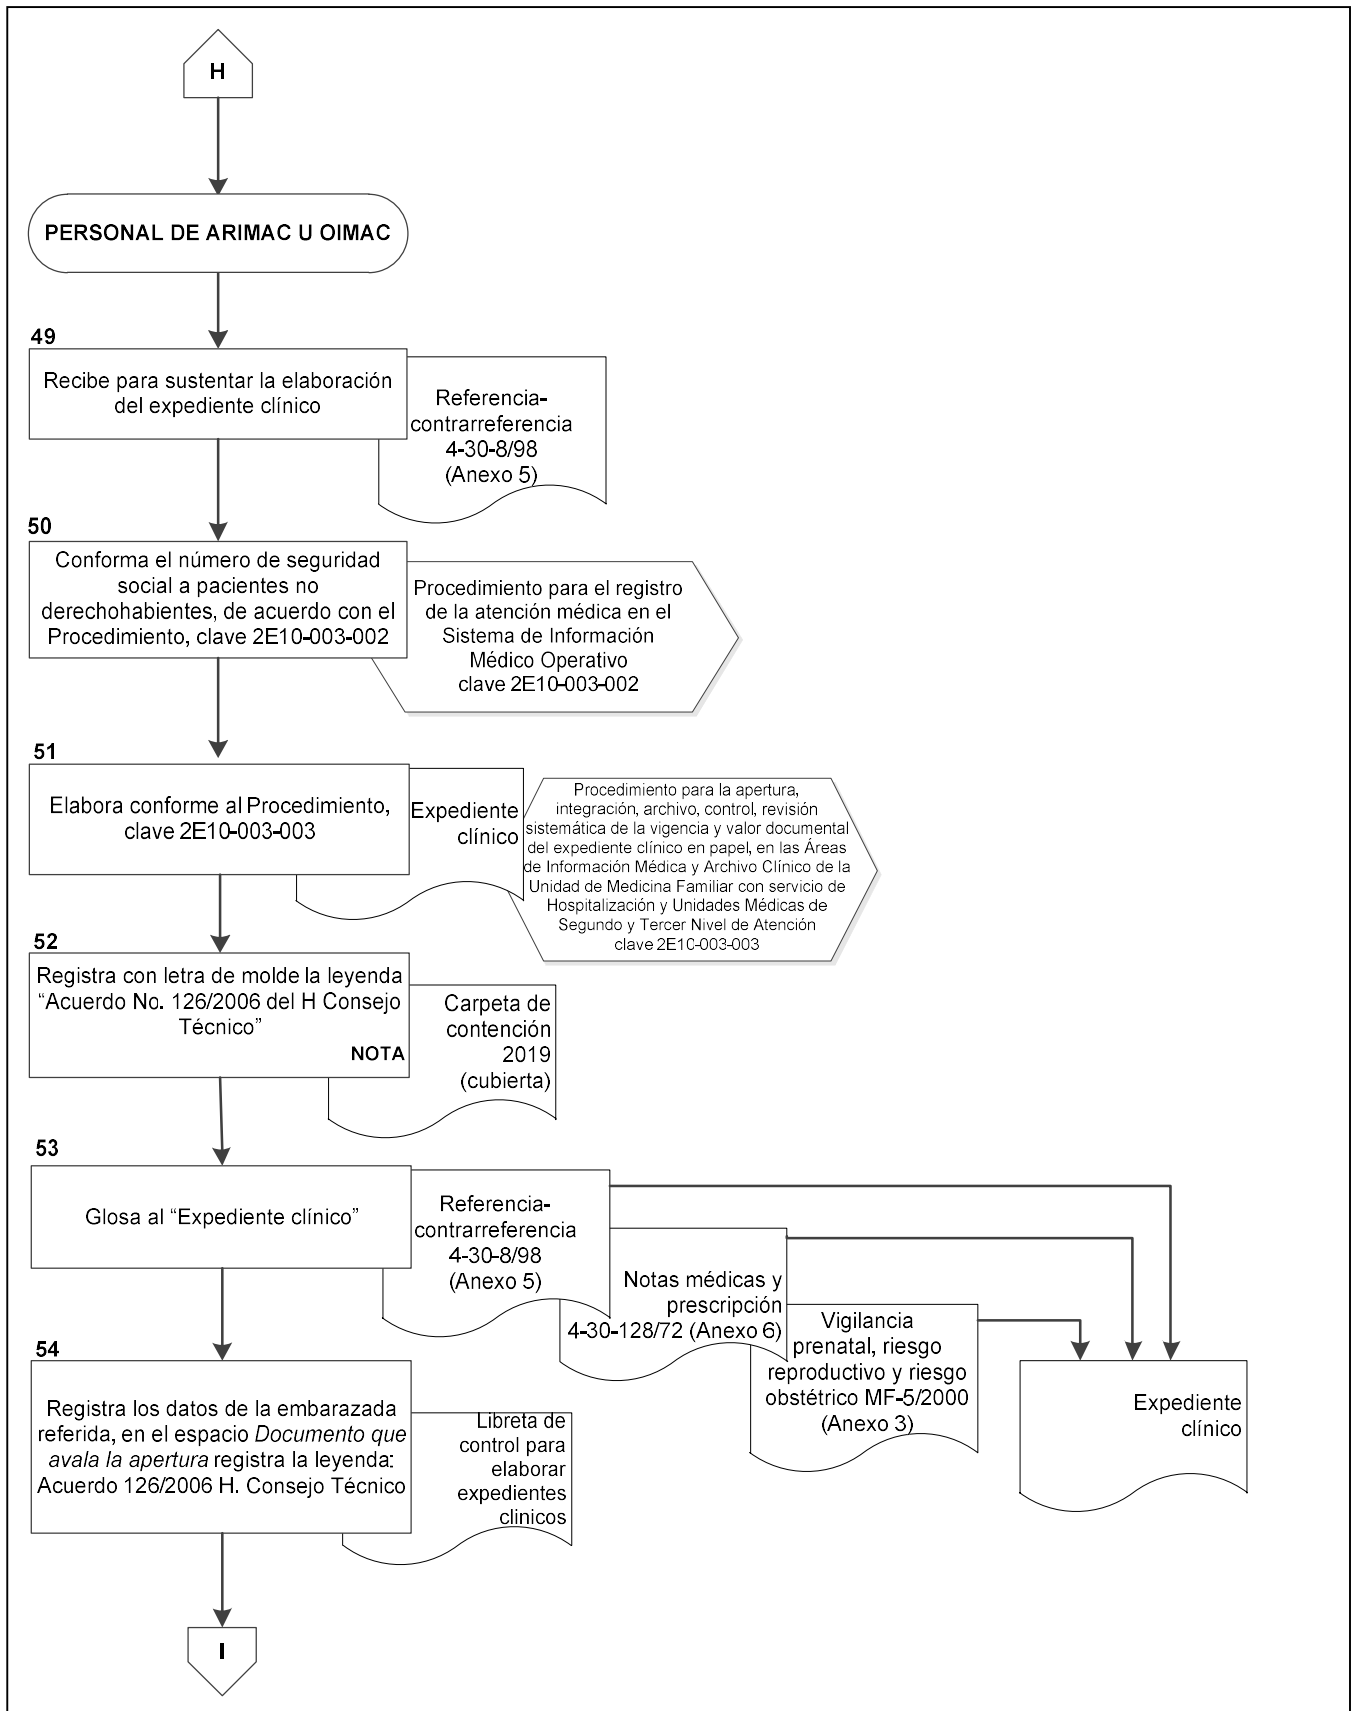 H
PERSONAL DE ARIMAC U OIMAC
49
Recibe para sustentar la elaboración
del expediente clínico
Referencia-
contrarreferencia
4-30-8/98
(Anexo 5)
50
Conforma el número de seguridad
social a pacientes no
derechohabientes, de acuerdo con el
Procedimiento, clave 2E10-003-002
Procedimiento para el registro
de la atención médica en el
Sistema de Información
Médico Operativo
clave 2E10-003-002
51
Elabora conforme al Procedimiento,
clave 2E10-003-003
Expediente
clínico
Procedimiento para la apertura,
integración, archivo, control, revisión
sistemática de la vigencia y valor documental
del expediente clínico en papel, en las Áreas
de Información Médica y Archivo Clínico de la
Unidad de Medicina Familiar con servicio de
Hospitalización y Unidades Médicas de
Segundo y Tercer Nivel de Atención
clave 2E10-003-003
52
Registra con letra de molde la leyenda
“Acuerdo No. 126/2006 del H Consejo
Técnico”
NOTA
Carpeta de
contención
2019
(cubierta)
53
Glosa al “Expediente clínico”
Referencia-
contrarreferencia
4-30-8/98
(Anexo 5)
Notas médicas y
prescripción
4-30-128/72 (Anexo 6)
Vigilancia
prenatal, riesgo
reproductivo y riesgo
obstétrico MF-5/2000
(Anexo 3)
Expediente
clínico
54
Registra los datos de la embarazada
referida, en el espacio Documento que
avala la apertura registra la leyenda:
Acuerdo 126/2006 H. Consejo Técnico
Libreta de
control para
elaborar
expedientes
clinicos
I